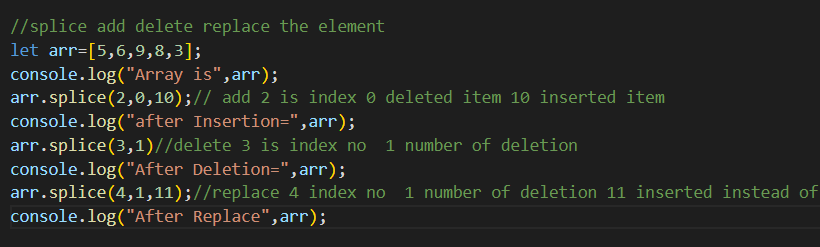 //splice add delete replace the element
let arr=[5,6,9,8,3];
console.log("Array is",arr);
arr.splice(2,0,10);// add 2 is index 0 deleted item 10 inserted item
console.log("after Insertion=",arr);
arr.splice(3,1)//delete 3 is index no  1 number of deletion
console.log("After Deletion=",arr);
arr.splice(4,1,11);//replace 4 index no  1 number of deletion 11 inserted instead of
console.log("After Replace",arr);